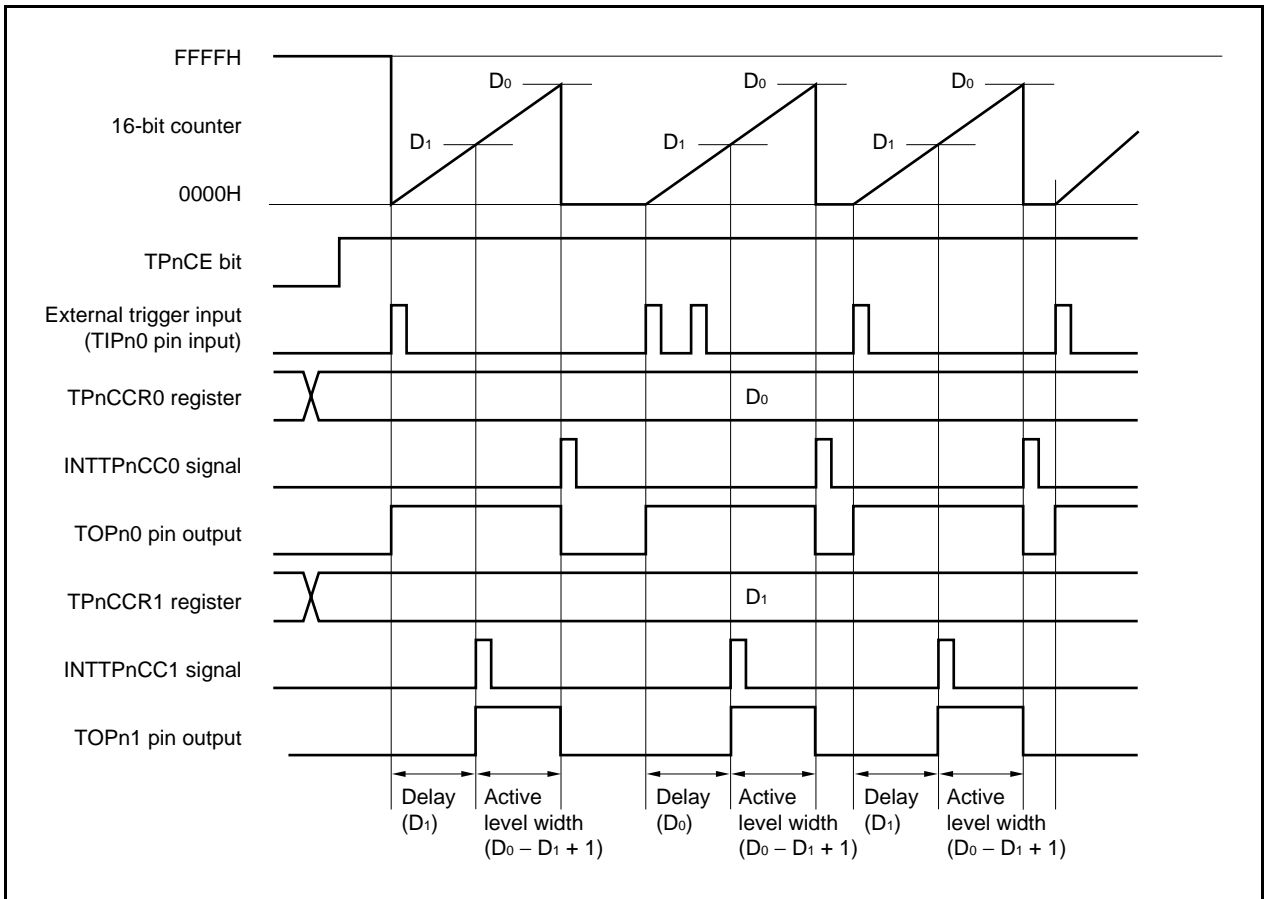 FFFFH
D0
D0
D0
16-bit counter
D1
D1
D1
0000H
TPnCE bit
External trigger input
(TIPn0 pin input)
TPnCCR0 register
D0
INTTPnCC0 signal
TOPn0 pin output
TPnCCR1 register
D1
INTTPnCC1 signal
TOPn1 pin output
Delay
(D1)
Active
level width
(D0 − D1 + 1)
Delay
(D0)
Active
level width
(D0 − D1 + 1)
Delay
(D1)
Active
level width
(D0 − D1 + 1)